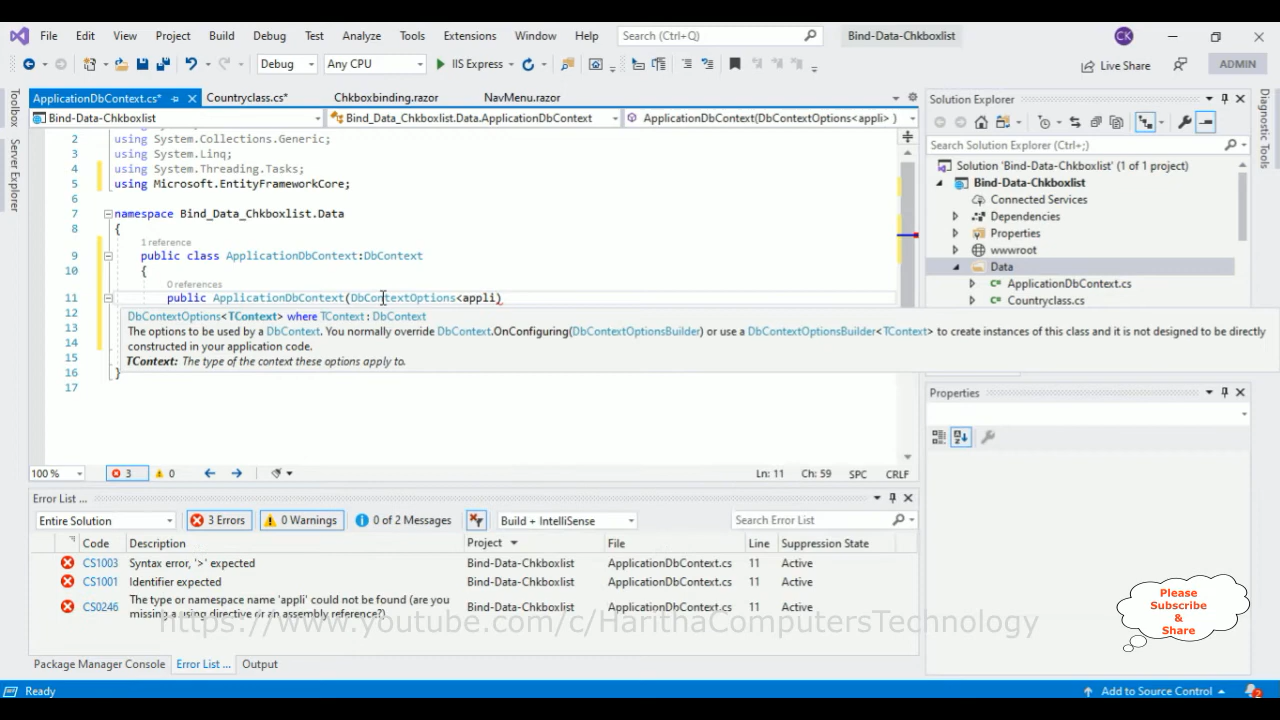 File Edit View Project Build Debug Test Analyze Tools Extensions Window Help Search (Ctrl+Q) Bind-Data-Chkboxlist CK
Debug Any CPU IIS Express Live Share ADMIN
ApplicationDbContext.cs* Countryclass.cs* Chkboxbinding.razor NavMenu.razor
Bind-Data-Chkboxlist Bind_Data_Chkboxlist.Data.ApplicationDbContext ApplicationDbContext(DbContextOptions<appli> )
Toolbox
Server Explorer
2 using System.Collections.Generic;
3 using System.Linq;
4 using System.Threading.Tasks;
5 using Microsoft.EntityFrameworkCore;
6
7 namespace Bind_Data_Chkboxlist.Data
8 {
1 reference
9 public class ApplicationDbContext:DbContext
10 {
0 references
11 public ApplicationDbContext(DbContextOptions<appli)
12
13
14
15
16 }
17
DbContextOptions<TContext> where TContext : DbContext
The options to be used by a DbContext. You normally override DbContext.OnConfiguring(DbContextOptionsBuilder) or use a DbContextOptionsBuilder<TContext> to create instances of this class and it is not designed to be directly
constructed in your application code.
TContext: The type of the context these options apply to.
100 % 3 0 Ln: 11 Ch: 59 SPC CRLF
Solution Explorer
Search Solution Explorer (Ctrl+;)
Solution 'Bind-Data-Chkboxlist' (1 of 1 project)
Bind-Data-Chkboxlist
Connected Services
Dependencies
Properties
wwwroot
Data
ApplicationDbContext.cs
Countryclass.cs
Diagnostic Tools
Properties
Error List ...
Entire Solution 3 Errors 0 Warnings 0 of 2 Messages Build + IntelliSense Search Error List
Code Description Project File Line Suppression State
CS1003 Syntax error, '>' expected Bind-Data-Chkboxlist ApplicationDbContext.cs 11 Active
CS1001 Identifier expected Bind-Data-Chkboxlist ApplicationDbContext.cs 11 Active
CS0246 The type or namespace name 'appli' could not be found (are you missing a using directive or an assembly reference?) Bind-Data-Chkboxlist ApplicationDbContext.cs 11 Active
https://www.youtube.com/c/HarithaComputersTechnology
Please
Subscribe
&
Share
Package Manager Console Error List ... Output
Ready Add to Source Control 2